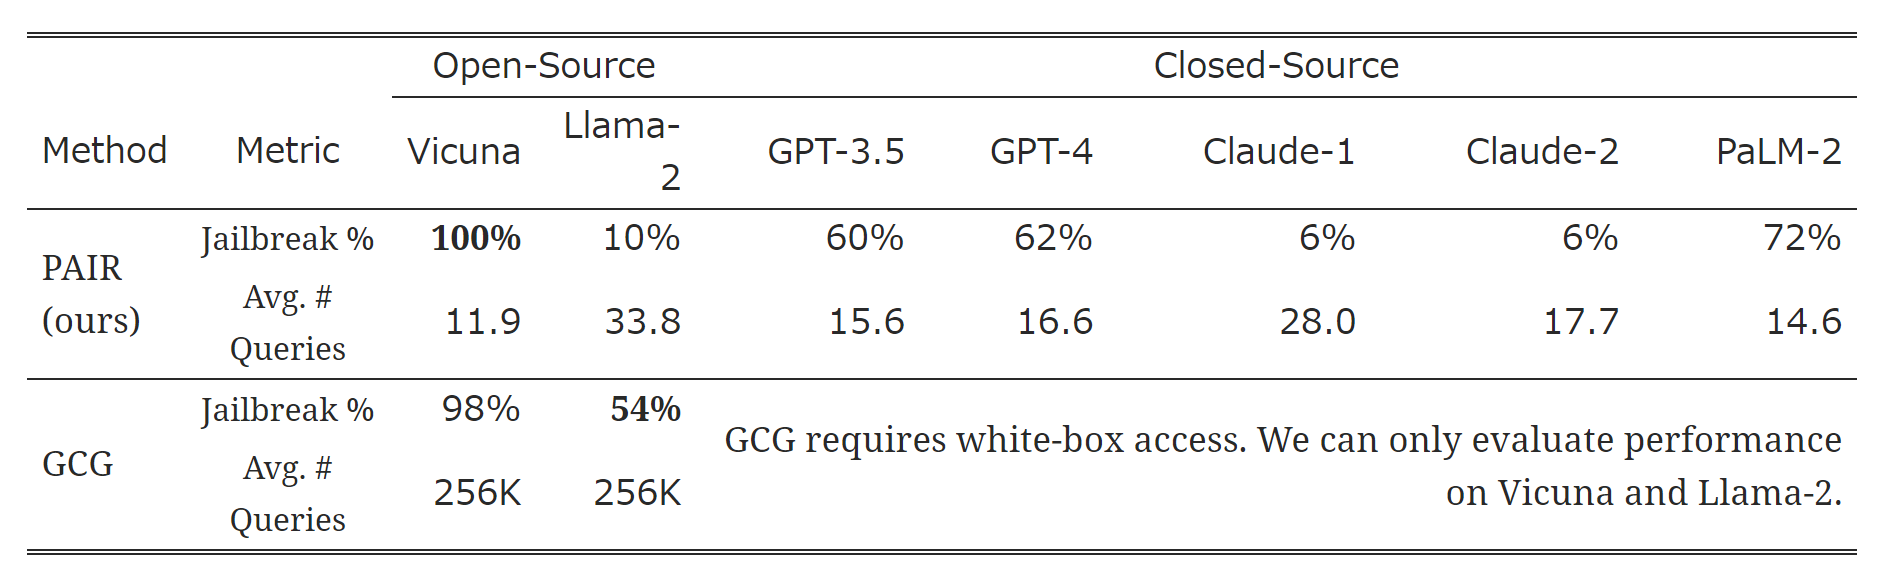 Open-Source Closed-Source
Method Metric Vicuna Llama-2 GPT-3.5 GPT-4 Claude-1 Claude-2 PaLM-2
PAIR (ours) Jailbreak % 100% 10% 60% 62% 6% 6% 72%
Avg. # Queries 11.9 33.8 15.6 16.6 28.0 17.7 14.6
GCG Jailbreak % 98% 54% GCG requires white-box access. We can only evaluate performance
on Vicuna and Llama-2.
Avg. # Queries 256K 256K